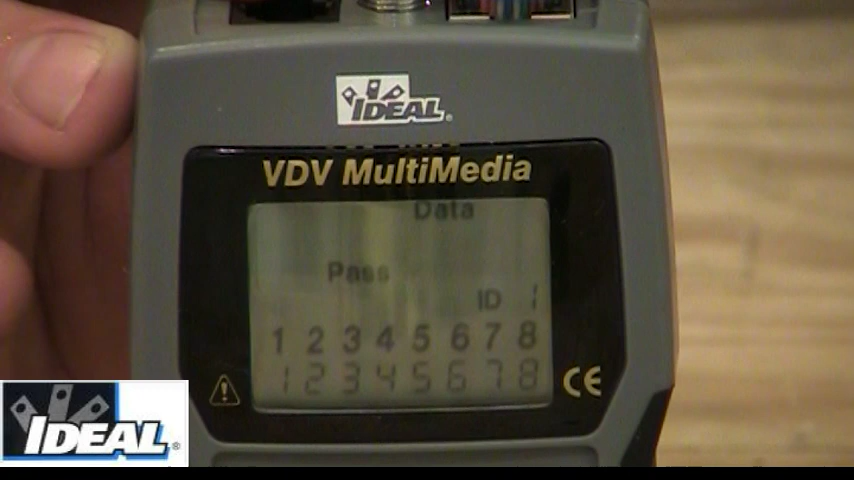 IDEAL®
VDV MultiMedia
Data
Pass
ID 1
1 2 3 4 5 6 7 8
1 2 3 4 5 6 7 8
CE
IDEAL®